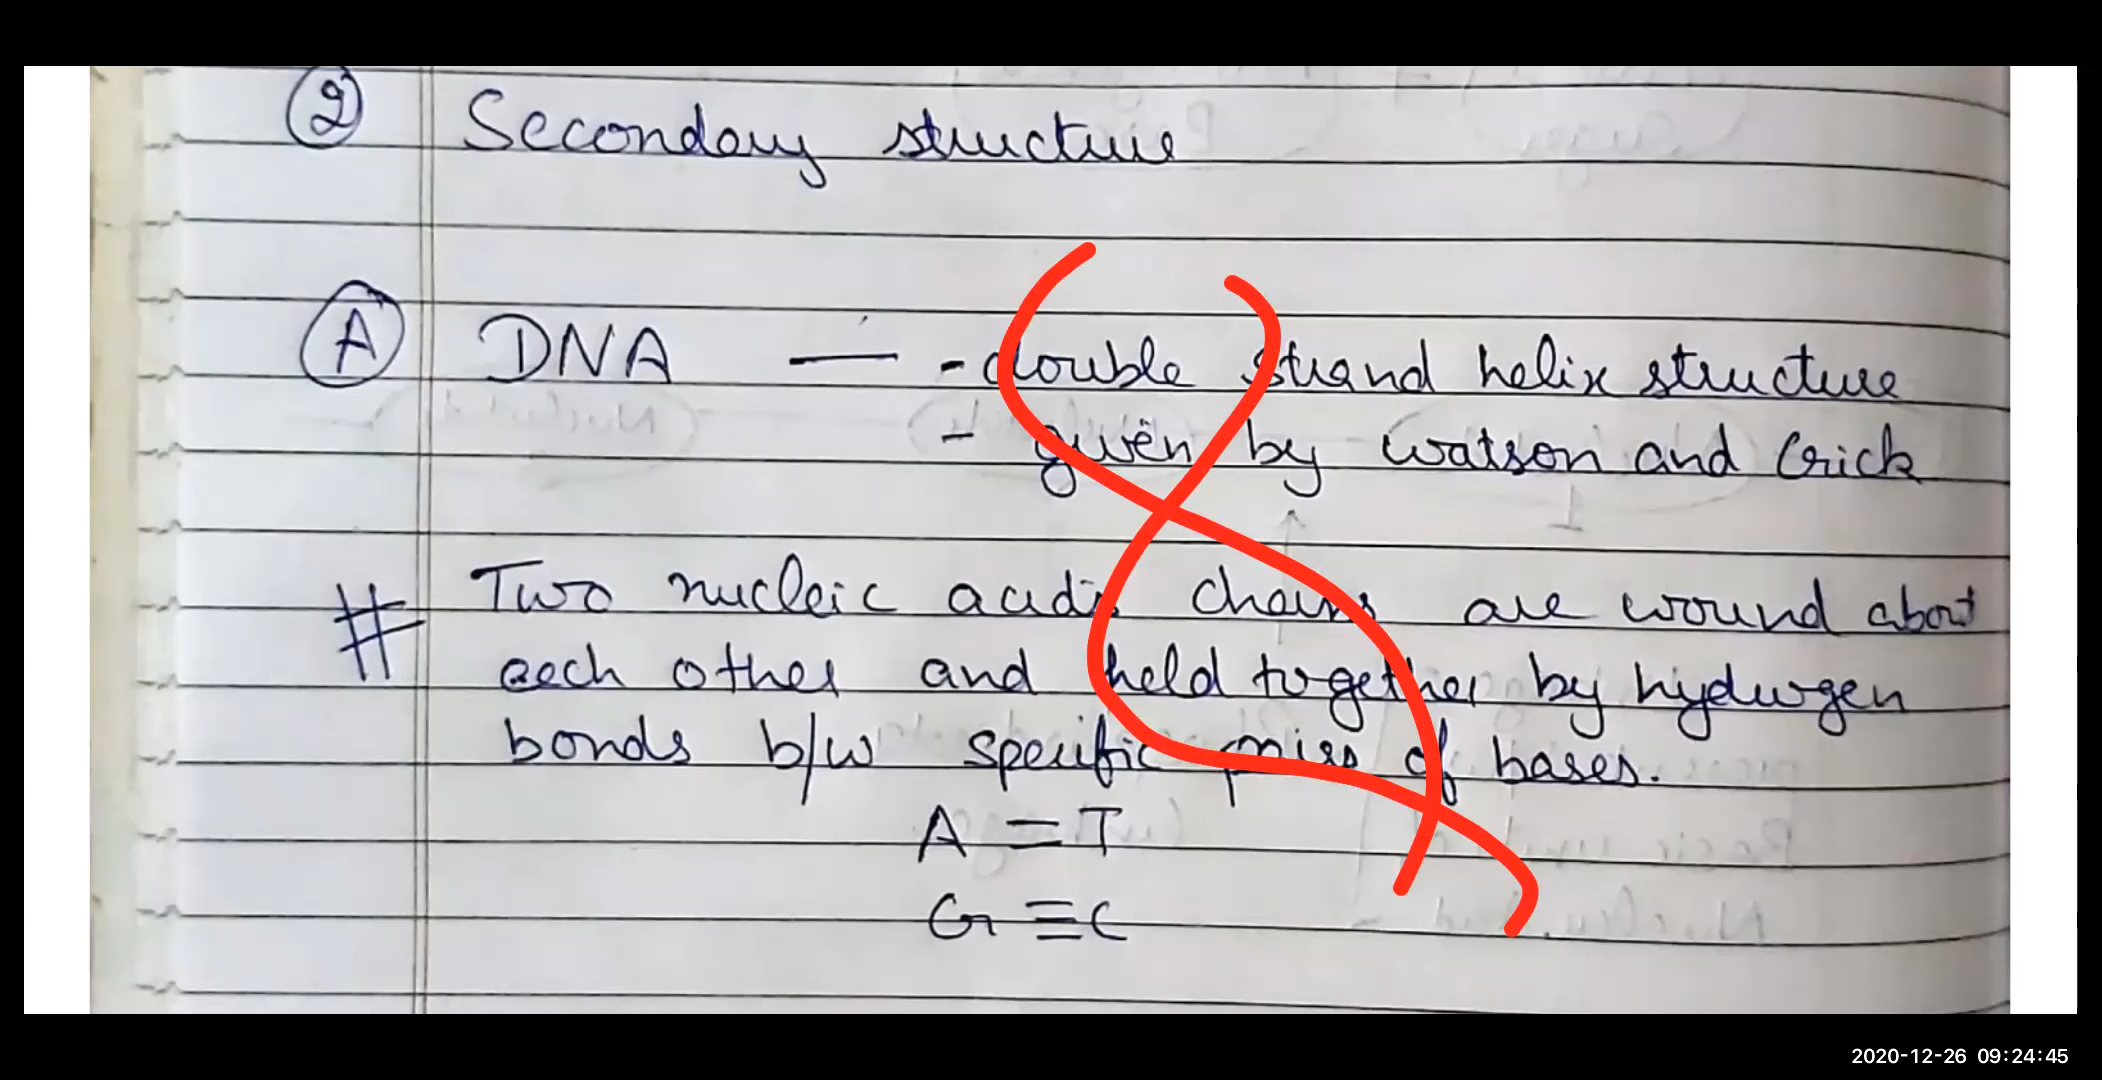 ② Secondary structure
Ⓐ DNA — - double strand helix structure
- given by watson and Crick
# Two nucleic acids chains are wound about
each other and held together by hydrogen
bonds b/w specific pairs of bases.
A = T
G ≡ C
2020-12-26 09:24:45